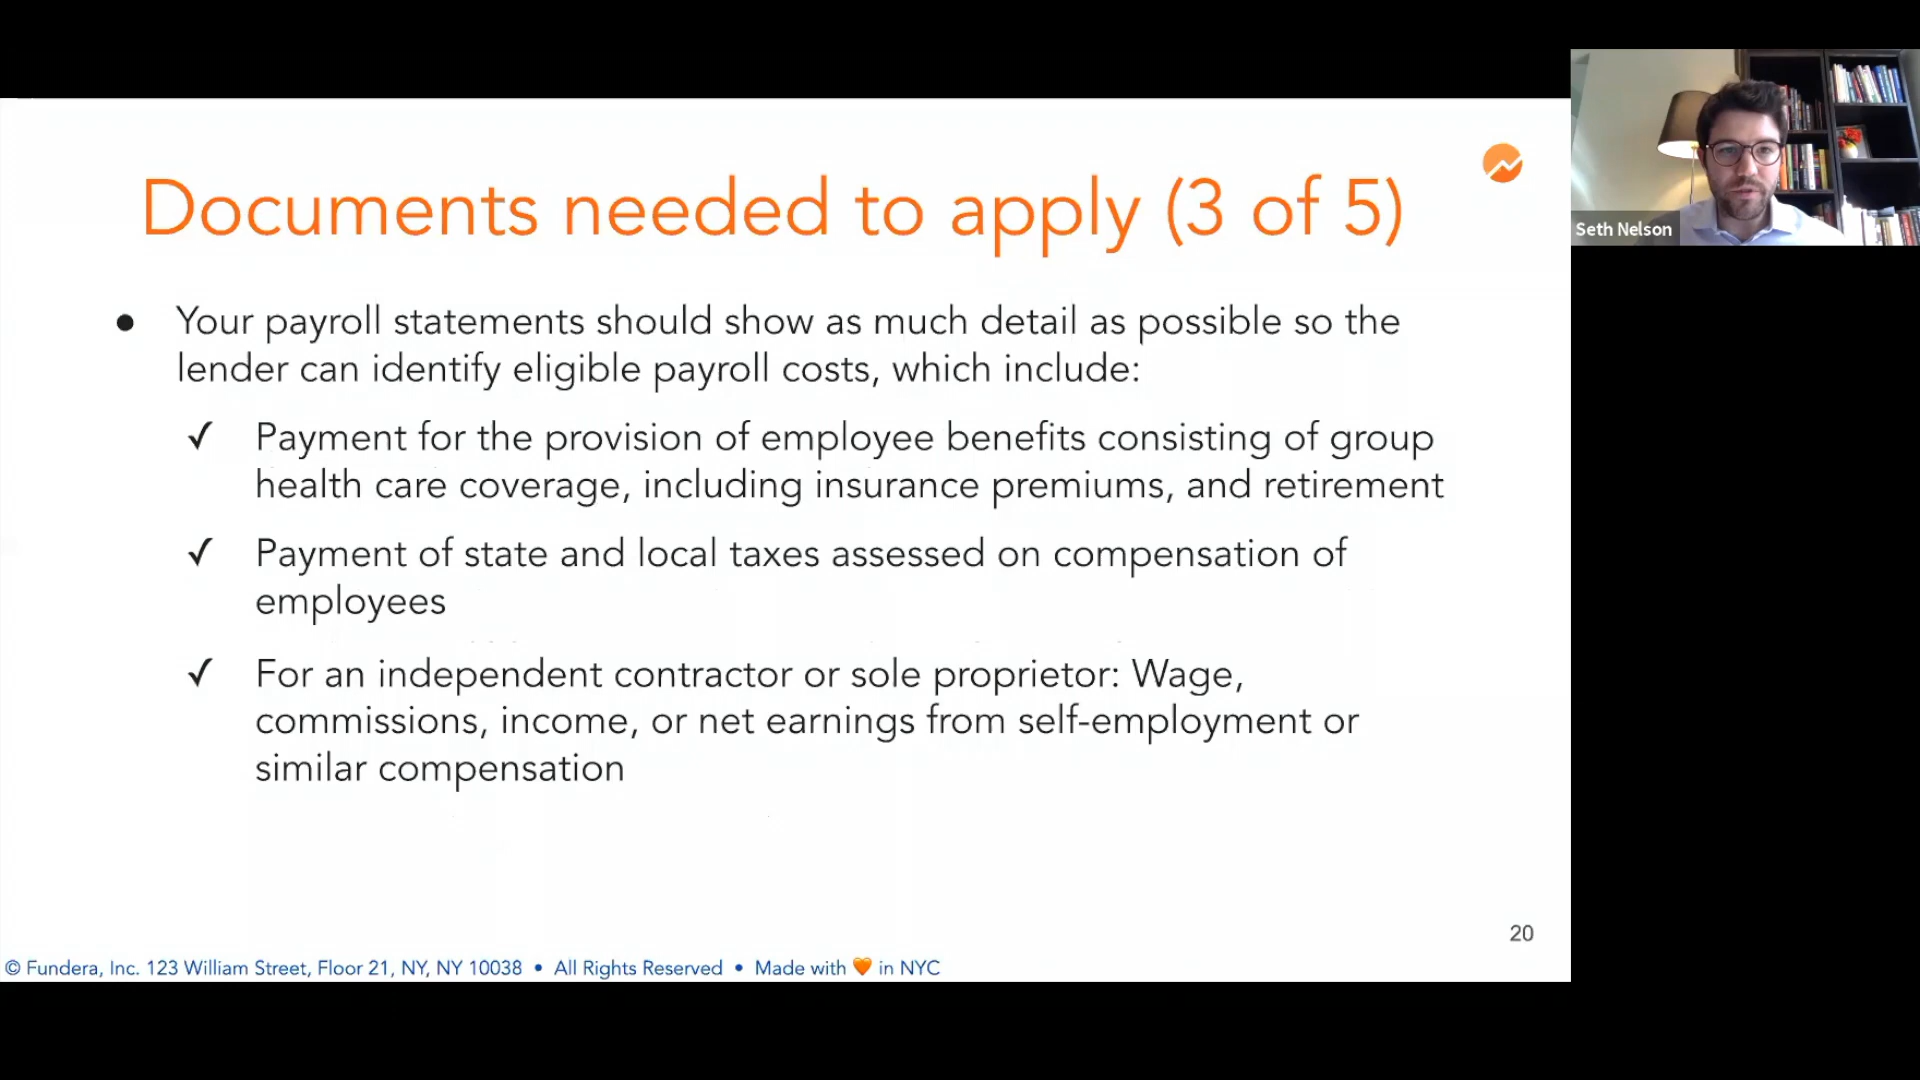 Documents needed to apply (3 of 5)
Seth Nelson
● Your payroll statements should show as much detail as possible so the
lender can identify eligible payroll costs, which include:
✓ Payment for the provision of employee benefits consisting of group
health care coverage, including insurance premiums, and retirement
✓ Payment of state and local taxes assessed on compensation of
employees
✓ For an independent contractor or sole proprietor: Wage,
commissions, income, or net earnings from self-employment or
similar compensation
20
© Fundera, Inc. 123 William Street, Floor 21, NY, NY 10038 • All Rights Reserved • Made with 🧡 in NYC